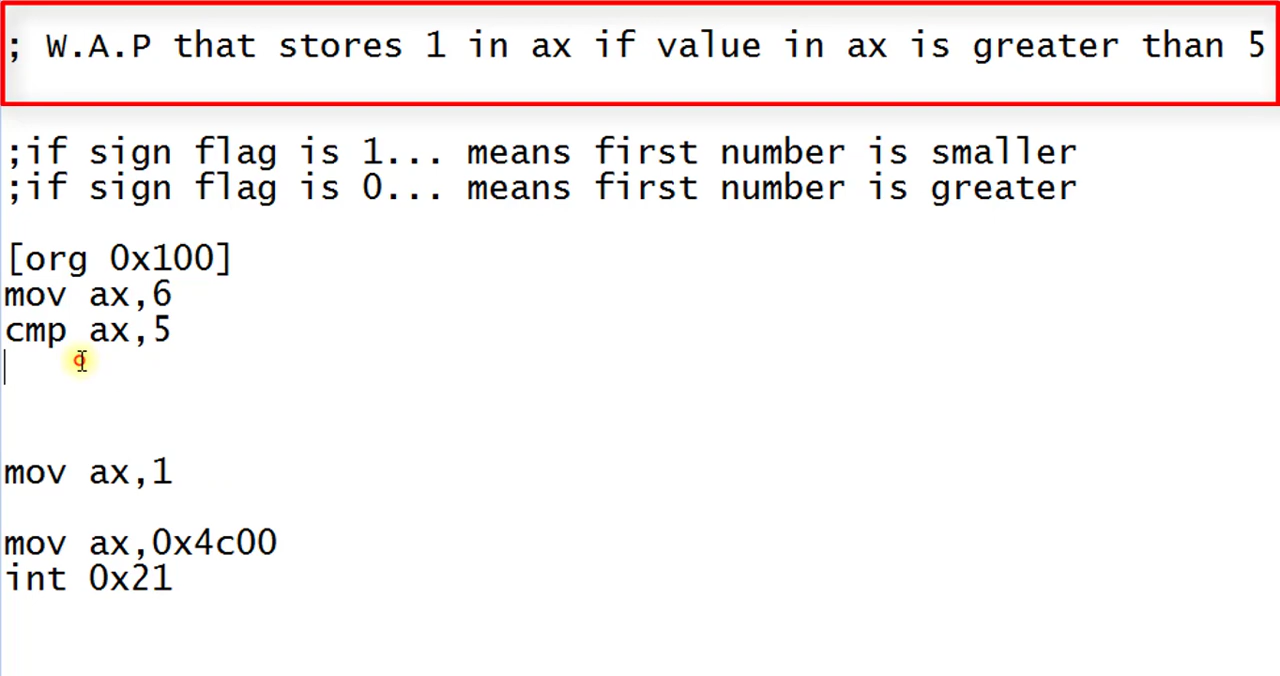 ; W.A.P that stores 1 in ax if value in ax is greater than 5
;if sign flag is 1... means first number is smaller
;if sign flag is 0... means first number is greater
[org 0x100]
mov ax,6
cmp ax,5
mov ax,1
mov ax,0x4c00
int 0x21